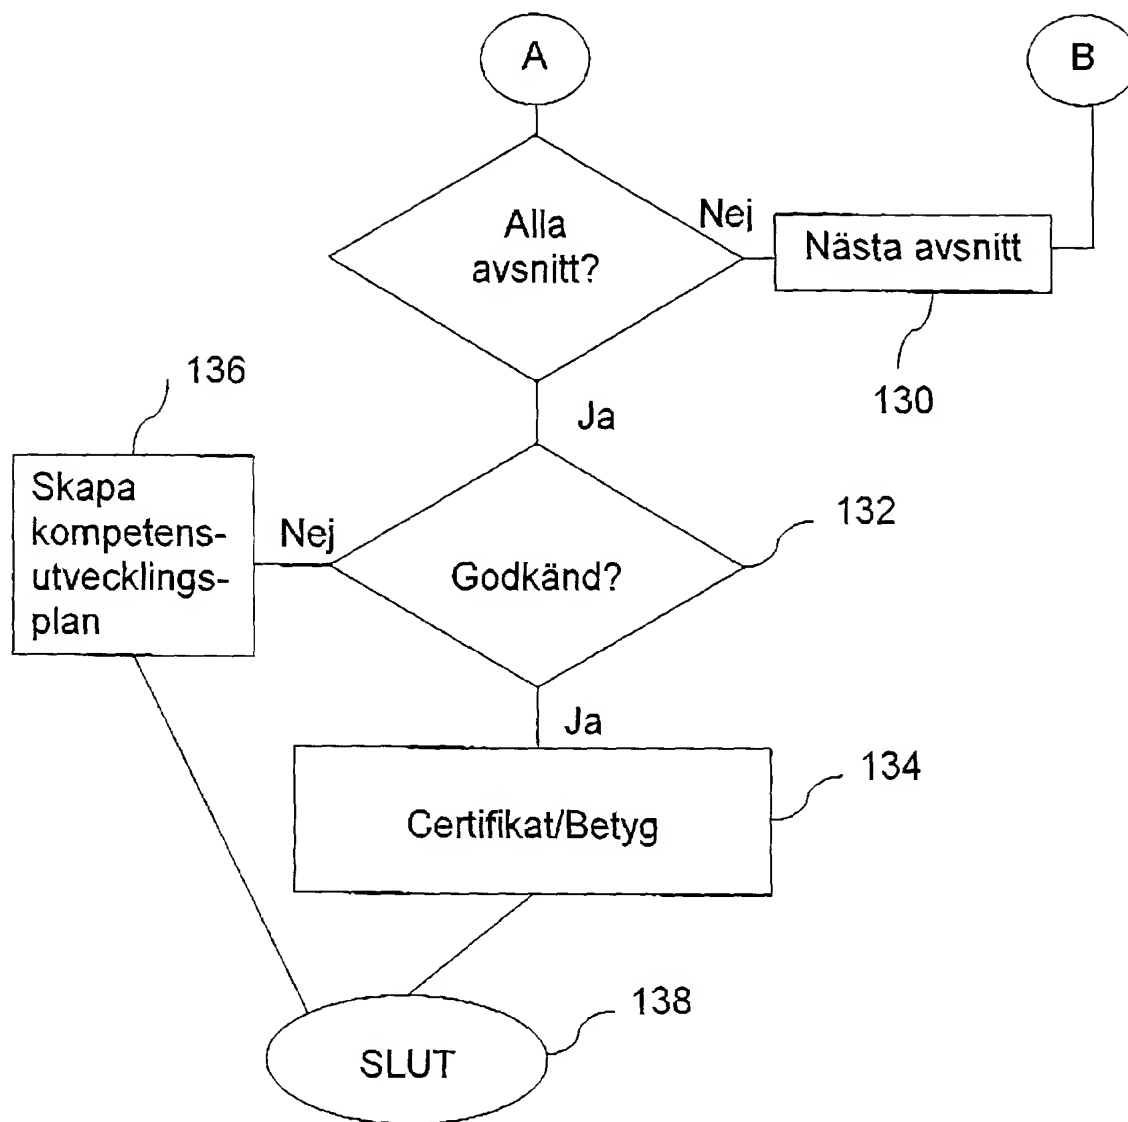 A
B
Alla
avsnitt?
Nej
Nästa avsnitt
130
Ja
136
Skapa
kompetens-
utvecklings-
plan
Nej
Godkänd?
132
Ja
Certifikat/Betyg
134
SLUT
138